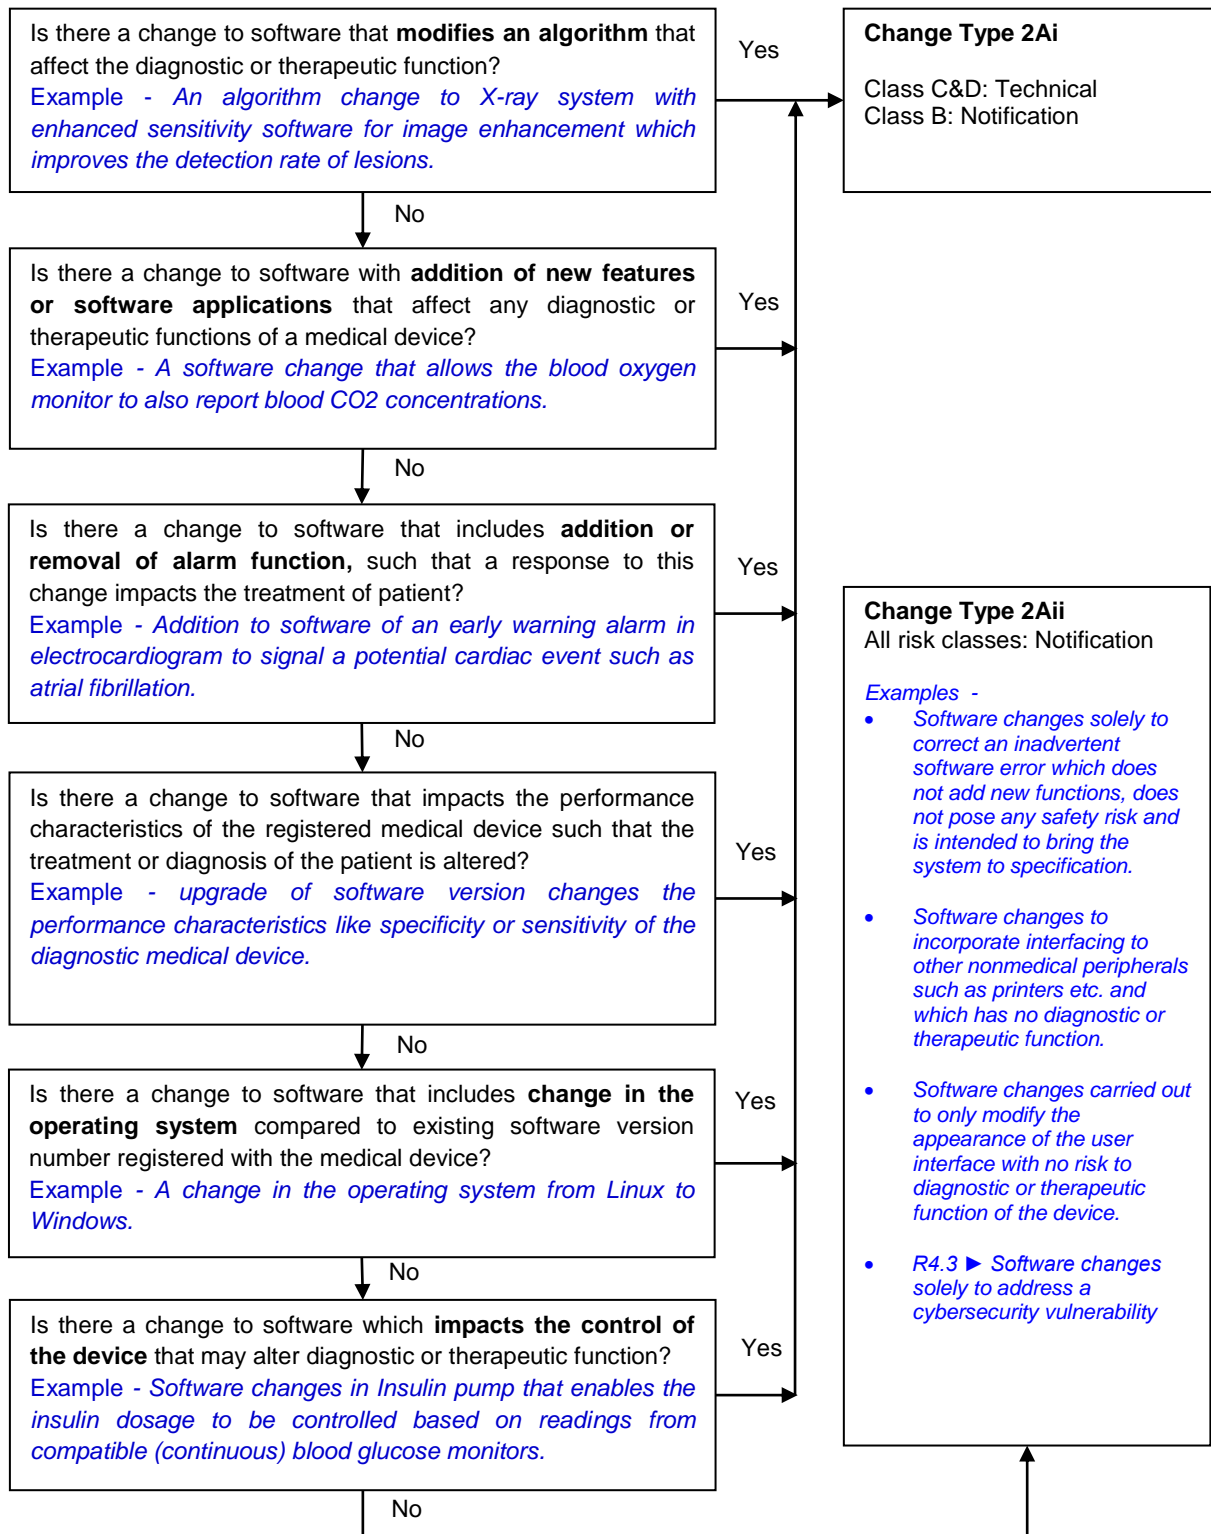 Is there a change to software that modifies an algorithm that
affect the diagnostic or therapeutic function?
Example - An algorithm change to X-ray system with
enhanced sensitivity software for image enhancement which
improves the detection rate of lesions.
Yes
Change Type 2Ai
Class C&D: Technical
Class B: Notification
No
Is there a change to software with addition of new features
or software applications that affect any diagnostic or
therapeutic functions of a medical device?
Example - A software change that allows the blood oxygen
monitor to also report blood CO2 concentrations.
Yes
No
Is there a change to software that includes addition or
removal of alarm function, such that a response to this
change impacts the treatment of patient?
Example - Addition to software of an early warning alarm in
electrocardiogram to signal a potential cardiac event such as
atrial fibrillation.
Yes
No
Is there a change to software that impacts the performance
characteristics of the registered medical device such that the
treatment or diagnosis of the patient is altered?
Example - upgrade of software version changes the
performance characteristics like specificity or sensitivity of the
diagnostic medical device.
Yes
No
Is there a change to software that includes change in the
operating system compared to existing software version
number registered with the medical device?
Example - A change in the operating system from Linux to
Windows.
Yes
No
Is there a change to software which impacts the control of
the device that may alter diagnostic or therapeutic function?
Example - Software changes in Insulin pump that enables the
insulin dosage to be controlled based on readings from
compatible (continuous) blood glucose monitors.
Yes
No
Change Type 2Aii
All risk classes: Notification
Examples -
• Software changes solely to
correct an inadvertent
software error which does
not add new functions, does
not pose any safety risk and
is intended to bring the
system to specification.
• Software changes to
incorporate interfacing to
other nonmedical peripherals
such as printers etc. and
which has no diagnostic or
therapeutic function.
• Software changes carried out
to only modify the
appearance of the user
interface with no risk to
diagnostic or therapeutic
function of the device.
• R4.3 ► Software changes
solely to address a
cybersecurity vulnerability